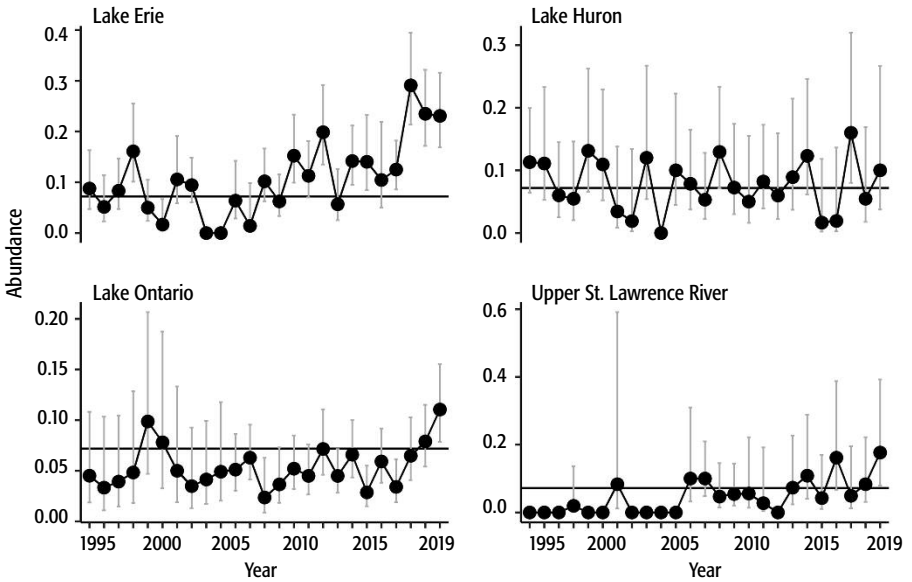 Lake Erie
0.4
0.3
0.2
0.1
0.0
Lake Huron
0.3
0.2
0.1
0.0
Abundance
Lake Ontario
0.20
0.15
0.10
0.05
0.00
1995 2000 2005 2010 2015 2019
Year
Upper St. Lawrence River
0.6
0.4
0.2
0.0
1995 2000 2005 2010 2015 2019
Year